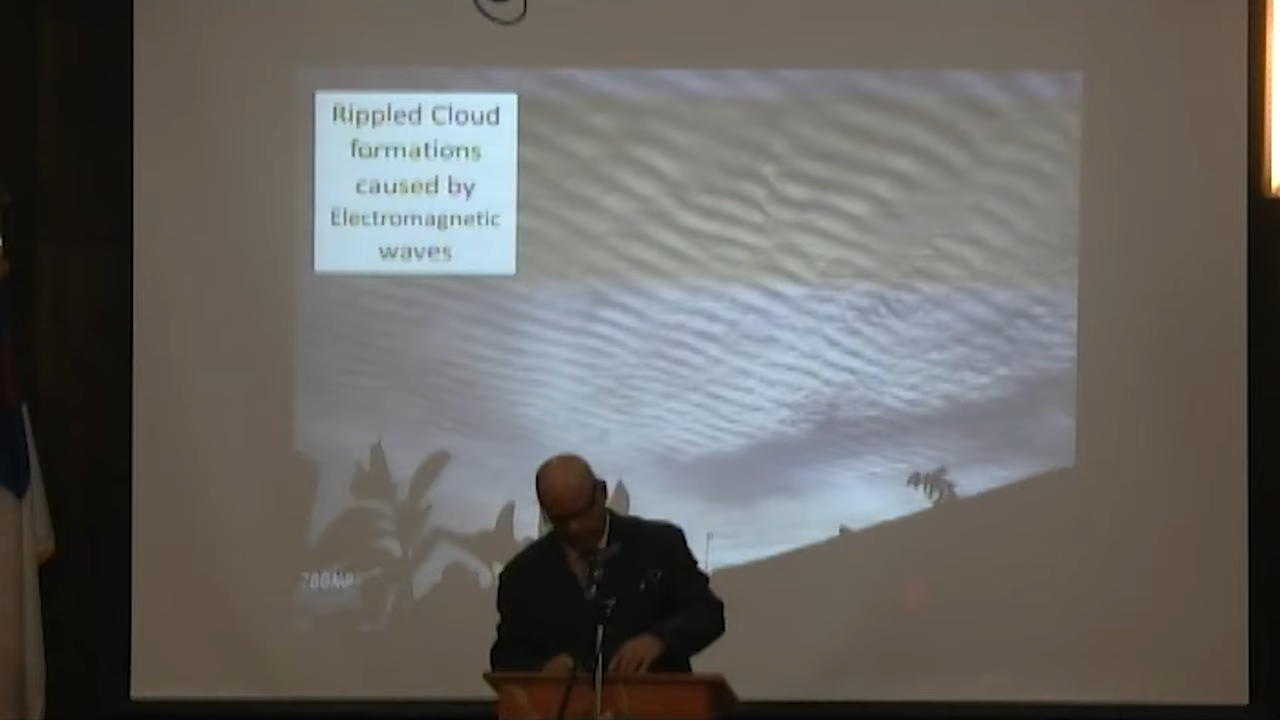 Rippled Cloud
formations
caused by
Electromagnetic
waves